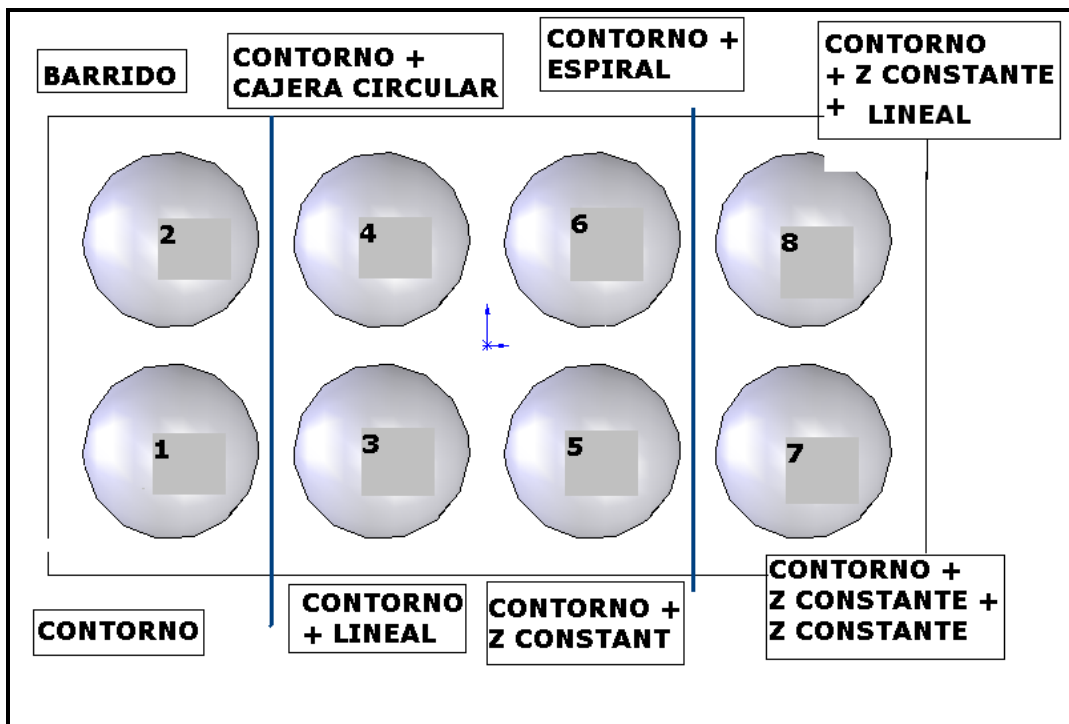 BARRIDO
CONTORNO +
CAJERA CIRCULAR
CONTORNO +
ESPIRAL
CONTORNO
+ Z CONSTANTE
+ LINEAL
2
4
6
8
1
3
5
7
CONTORNO
CONTORNO
+ LINEAL
CONTORNO +
Z CONSTANT
CONTORNO +
Z CONSTANTE +
Z CONSTANTE